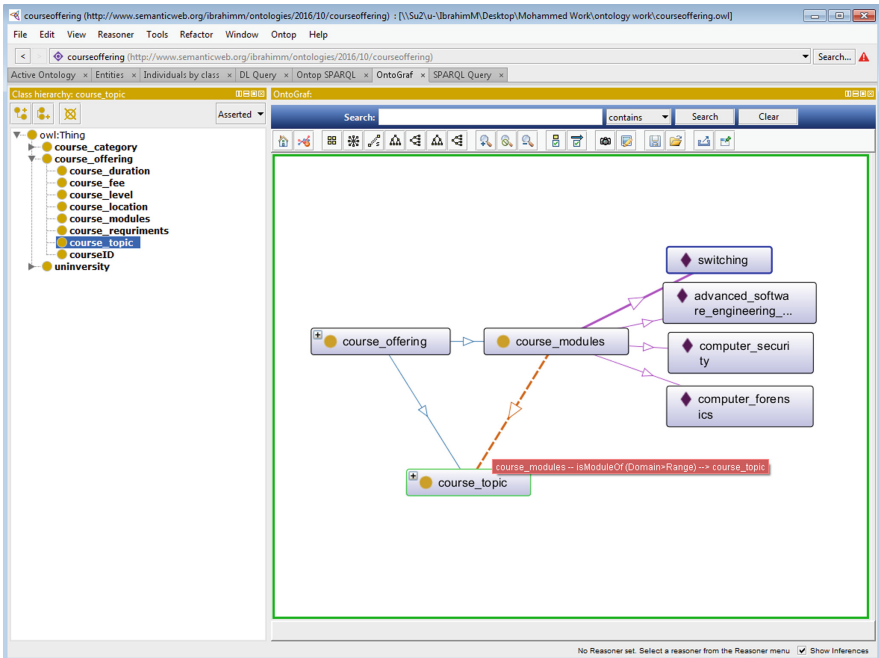 courseoffering (http://www.semanticweb.org/ibrahimm/ontologies/2016/10/courseoffering) : [\\Su2\u-\IbrahimM\Desktop\Mohammed Work\ontology work\courseoffering.owl]
File Edit View Reasoner Tools Refactor Window Ontop Help
< courseoffering (http://www.semanticweb.org/ibrahimm/ontologies/2016/10/courseoffering) Search...
Active Ontology × Entities × Individuals by class × DL Query × Ontop SPARQL × OntoGraf × SPARQL Query ×
Class hierarchy: course_topic
Asserted
owl:Thing
course_category
course_offering
course_duration
course_fee
course_level
course_location
course_modules
course_requriments
course_topic
courseID
uninversity
OntoGraf:
Search: contains Search Clear
switching
advanced_softwa
re_engineering_...
course_offering
course_modules
computer_securi
ty
computer_forens
ics
course_modules -- isModuleOf (Domain>Range) --> course_topic
course_topic
No Reasoner set. Select a reasoner from the Reasoner menu Show Inferences